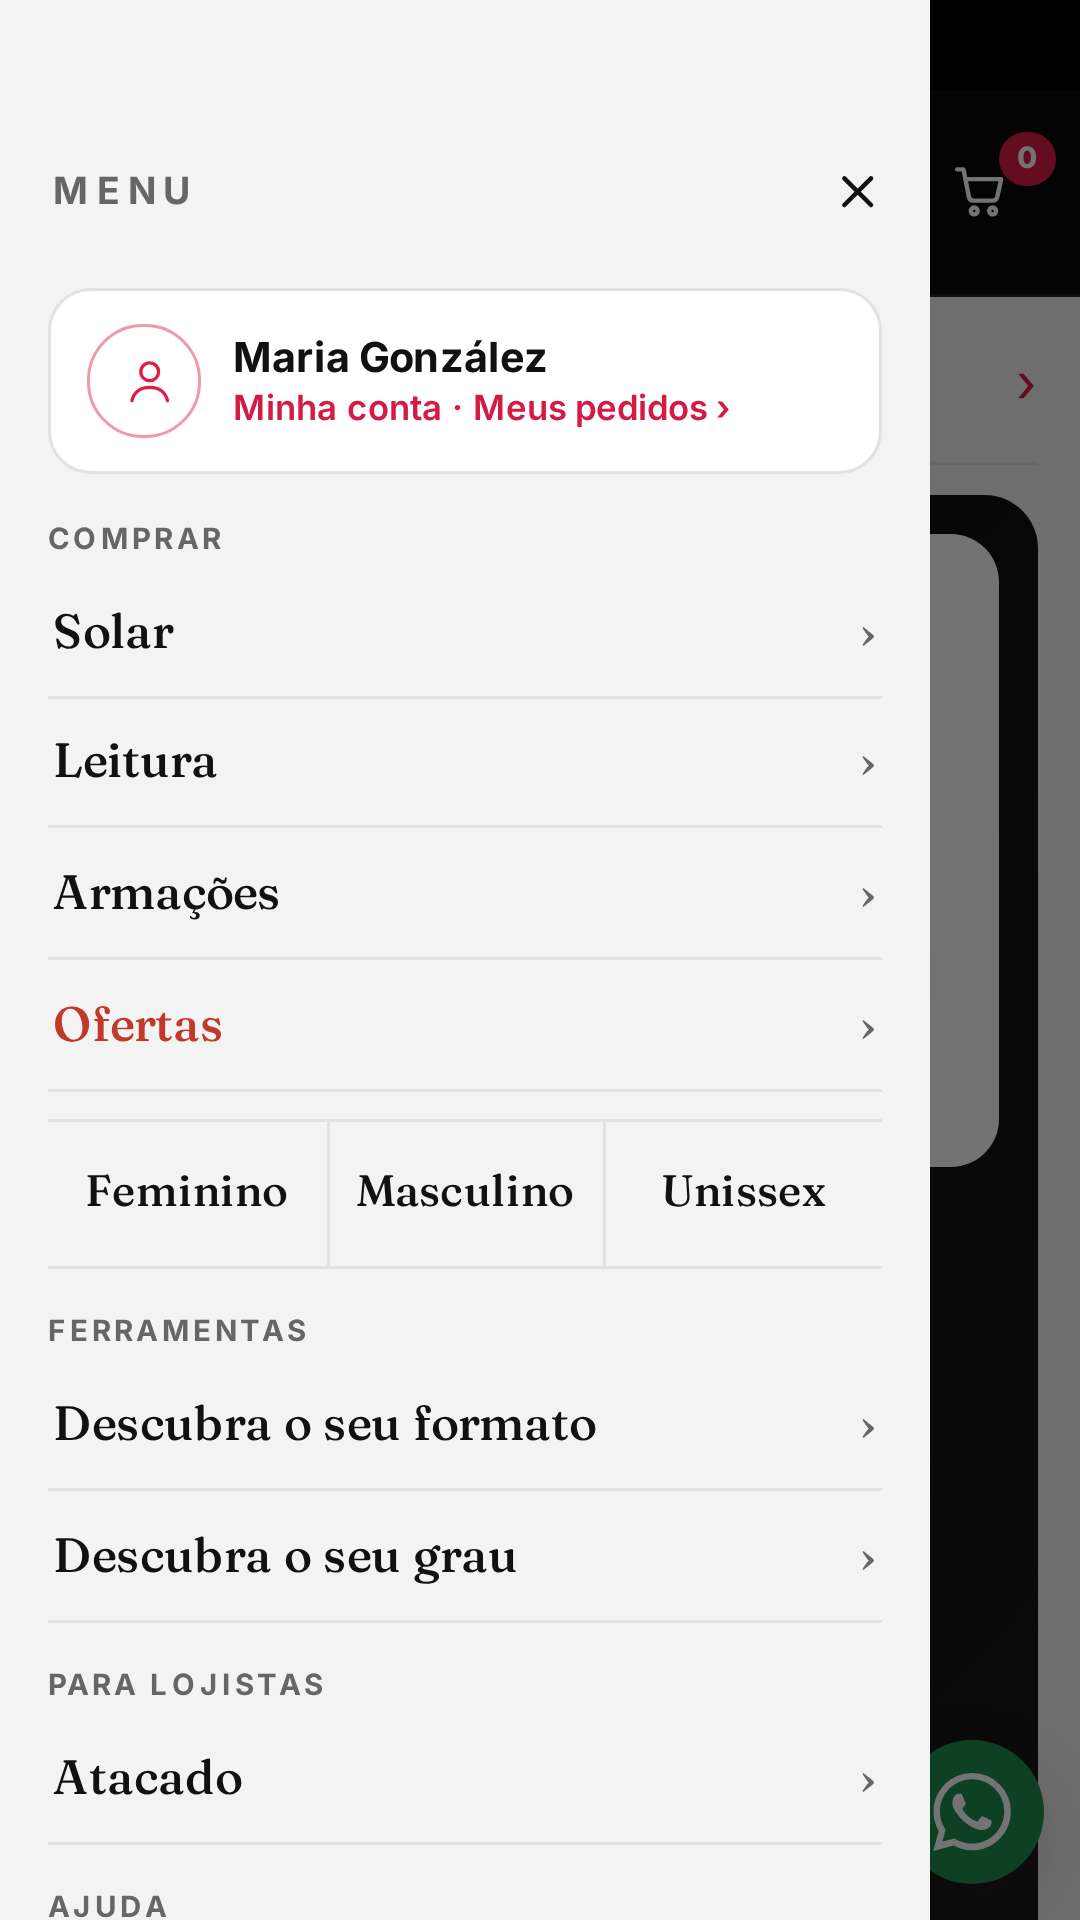 MENU
0
Maria González
Minha conta · Meus pedidos ›
COMPRAR
Solar ›
Leitura ›
Armações ›
Ofertas ›
Feminino Masculino Unissex
FERRAMENTAS
Descubra o seu formato ›
Descubra o seu grau ›
PARA LOJISTAS
Atacado ›
AJUDA